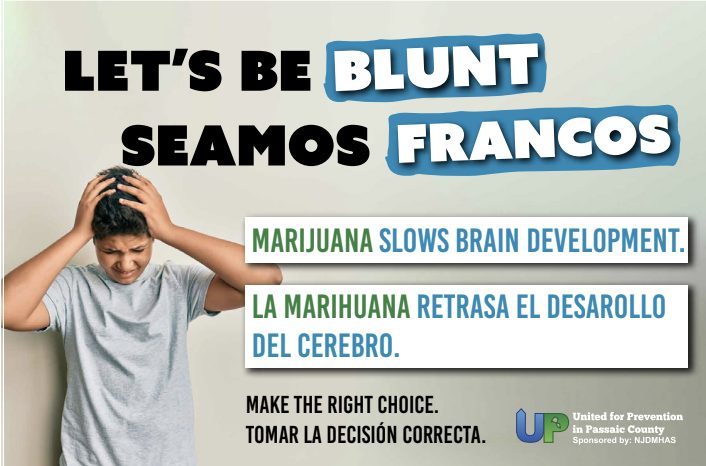 LET'S BE BLUNT
SEAMOS FRANCOS
MARIJUANA SLOWS BRAIN DEVELOPMENT.
LA MARIHUANA RETRASA EL DESAROLLO
DEL CEREBRO.
MAKE THE RIGHT CHOICE.
TOMAR LA DECISIÓN CORRECTA.
UP
United for Prevention
in Passaic County
Sponsored by: NJDMHAS